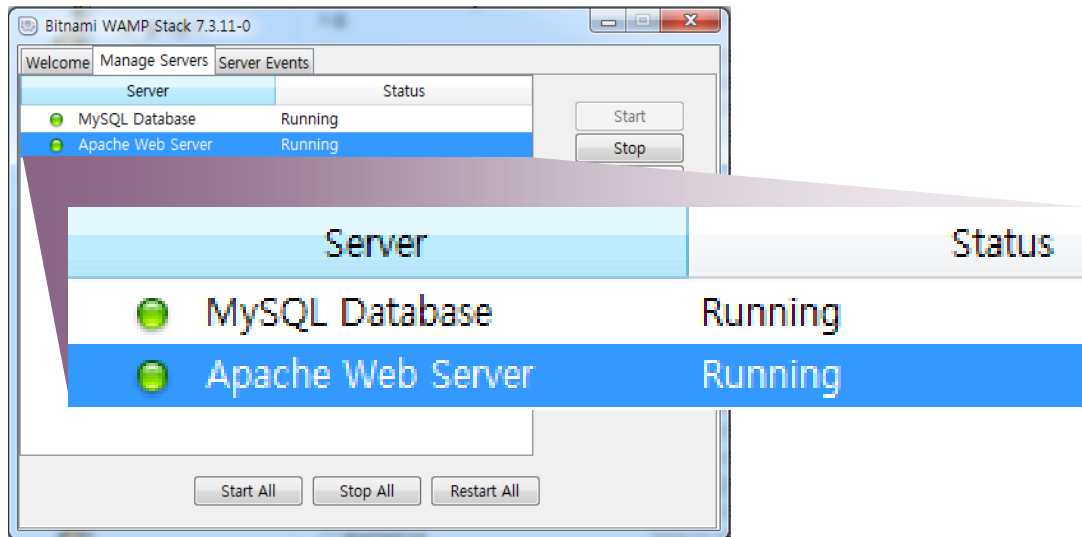 Bitnami WAMP Stack 7.3.11-0
Welcome Manage Servers Server Events
Server Status
MySQL Database Running
Start
Apache Web Server Running
Stop
Server Status
MySQL Database Running
Apache Web Server Running
Start All Stop All Restart All